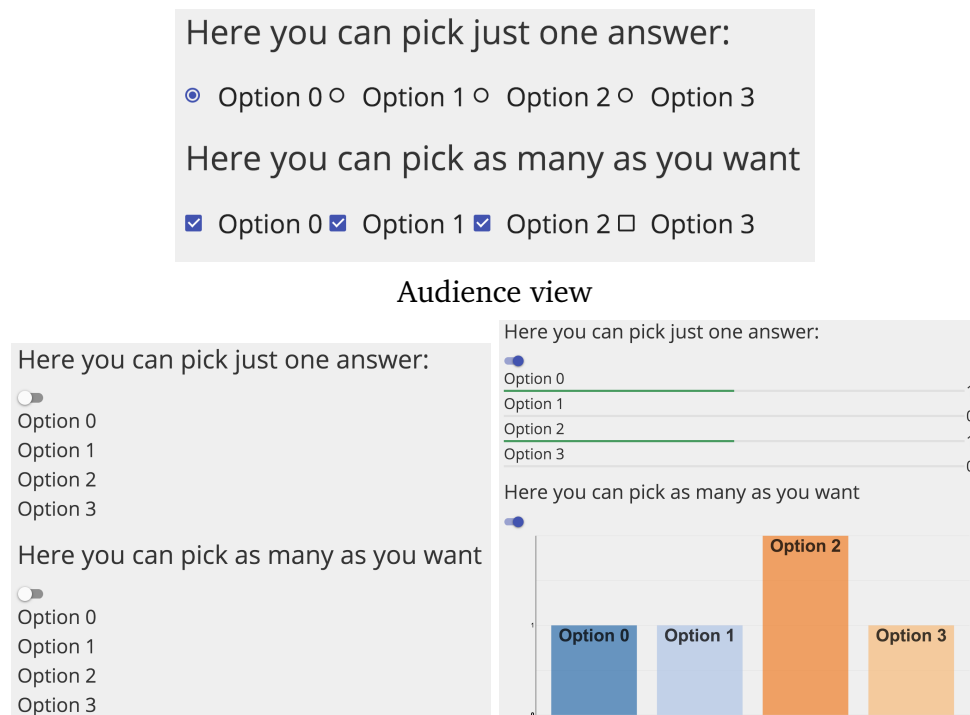 Here you can pick just one answer:
Option 0 Option 1 Option 2 Option 3
Here you can pick as many as you want
Option 0 Option 1 Option 2 Option 3
Audience view
Here you can pick just one answer:
Option 0
Option 1
Option 2
Option 3
Here you can pick as many as you want
Option 0
Option 1
Option 2
Option 3
Here you can pick just one answer:
Option 0
Option 1
Option 2
Option 3
Here you can pick as many as you want
Option 2
1
Option 0 Option 1 Option 3